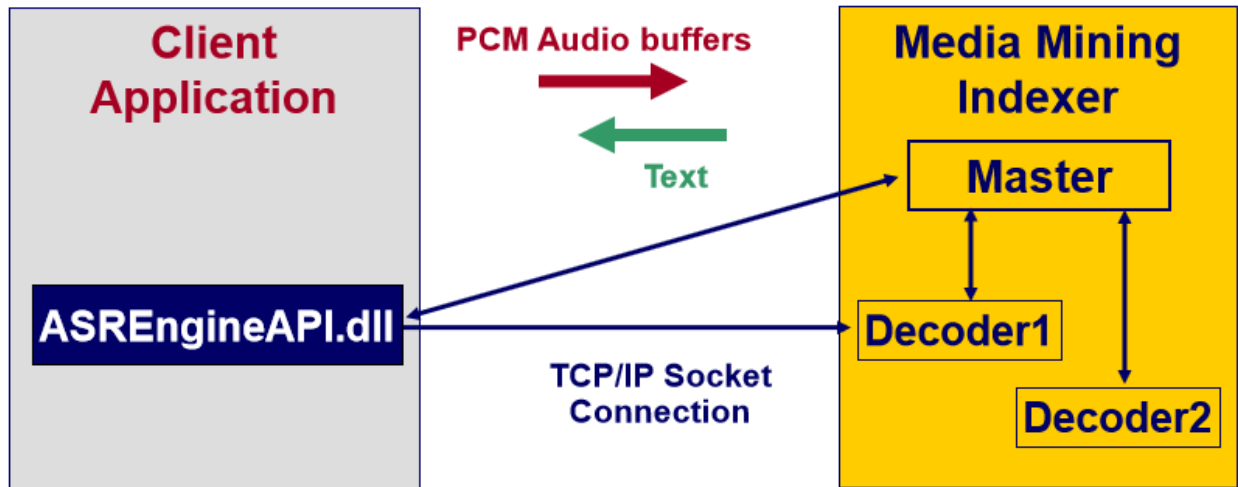 Client
Application
PCM Audio buffers
Text
ASREngineAPI.dll
TCP/IP Socket
Connection
Media Mining
Indexer
Master
Decoder1
Decoder2